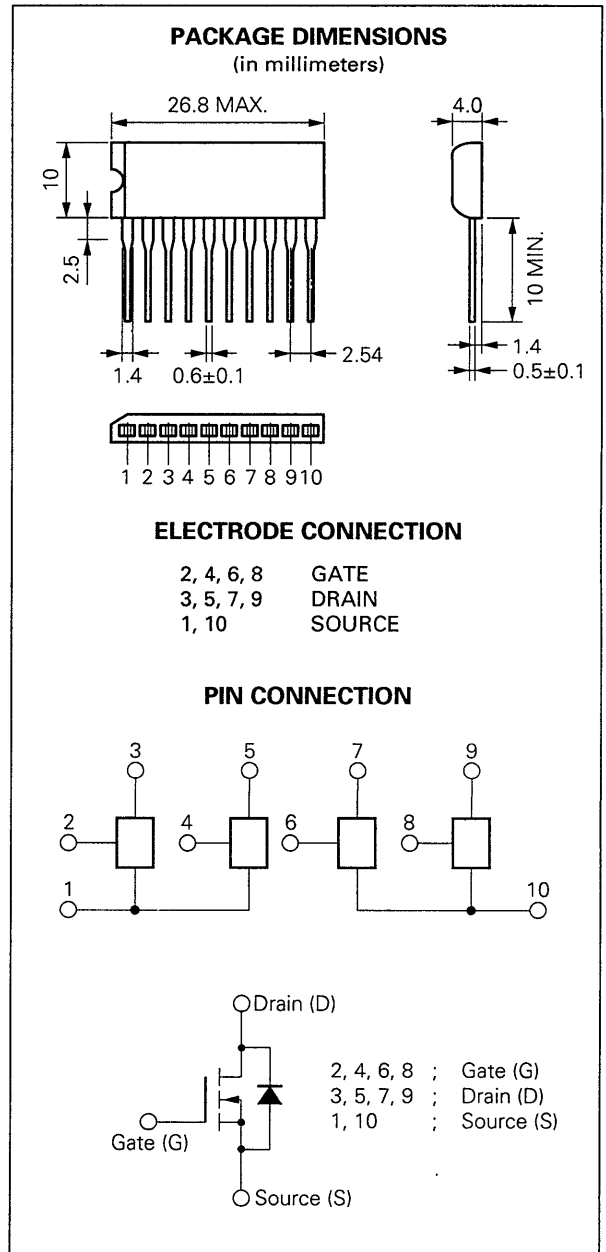 PACKAGE DIMENSIONS
(in millimeters)
26.8 MAX.
4.0
10
2.5
10 MIN.
2.54
1.4
1.4 0.6±0.1
0.5±0.1
1 2 3 4 5 6 7 8 9 10
ELECTRODE CONNECTION
2, 4, 6, 8 GATE
3, 5, 7, 9 DRAIN
1, 10 SOURCE
PIN CONNECTION
3 5 7 9
2 4 6 8
1 10
Drain (D)
2, 4, 6, 8 ; Gate (G)
3, 5, 7, 9 ; Drain (D)
1, 10 ; Source (S)
Gate (G)
Source (S)